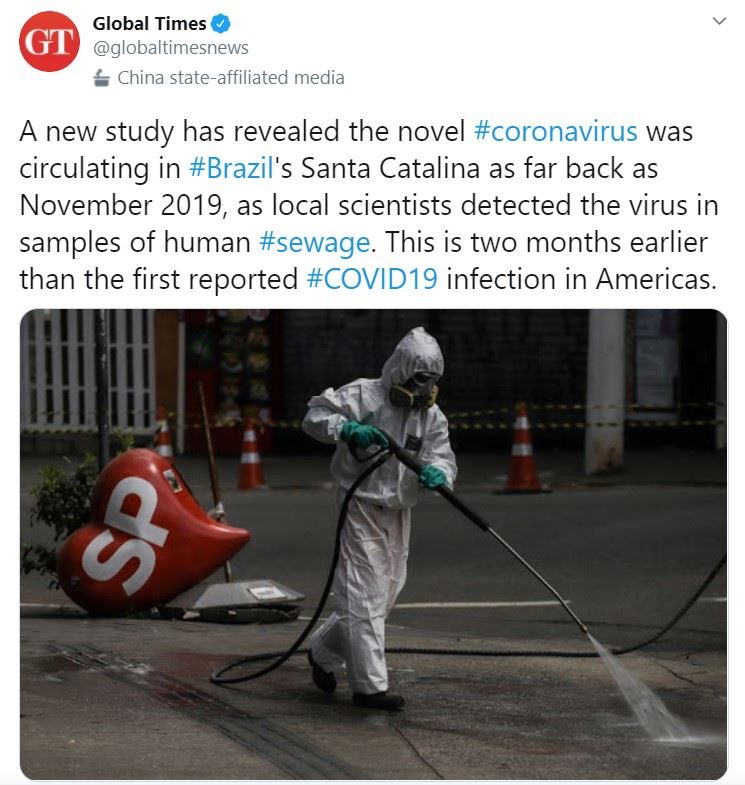 GT
Global Times
@globaltimesnews
China state-affiliated media
A new study has revealed the novel #coronavirus was
circulating in #Brazil's Santa Catalina as far back as
November 2019, as local scientists detected the virus in
samples of human #sewage. This is two months earlier
than the first reported #COVID19 infection in Americas.
SP